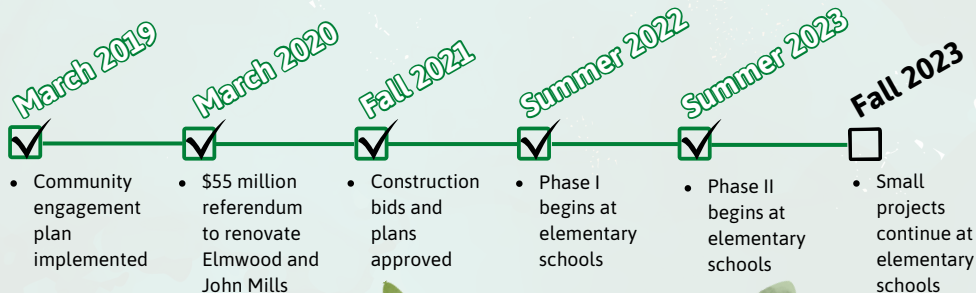 March 2019
March 2020
Fall 2021
Summer 2022
Summer 2023
Fall 2023
• Community
engagement
plan
implemented
• $55 million
referendum
to renovate
Elmwood and
John Mills
• Construction
bids and
plans
approved
• Phase I
begins at
elementary
schools
• Phase II
begins at
elementary
schools
• Small
projects
continue at
elementary
schools